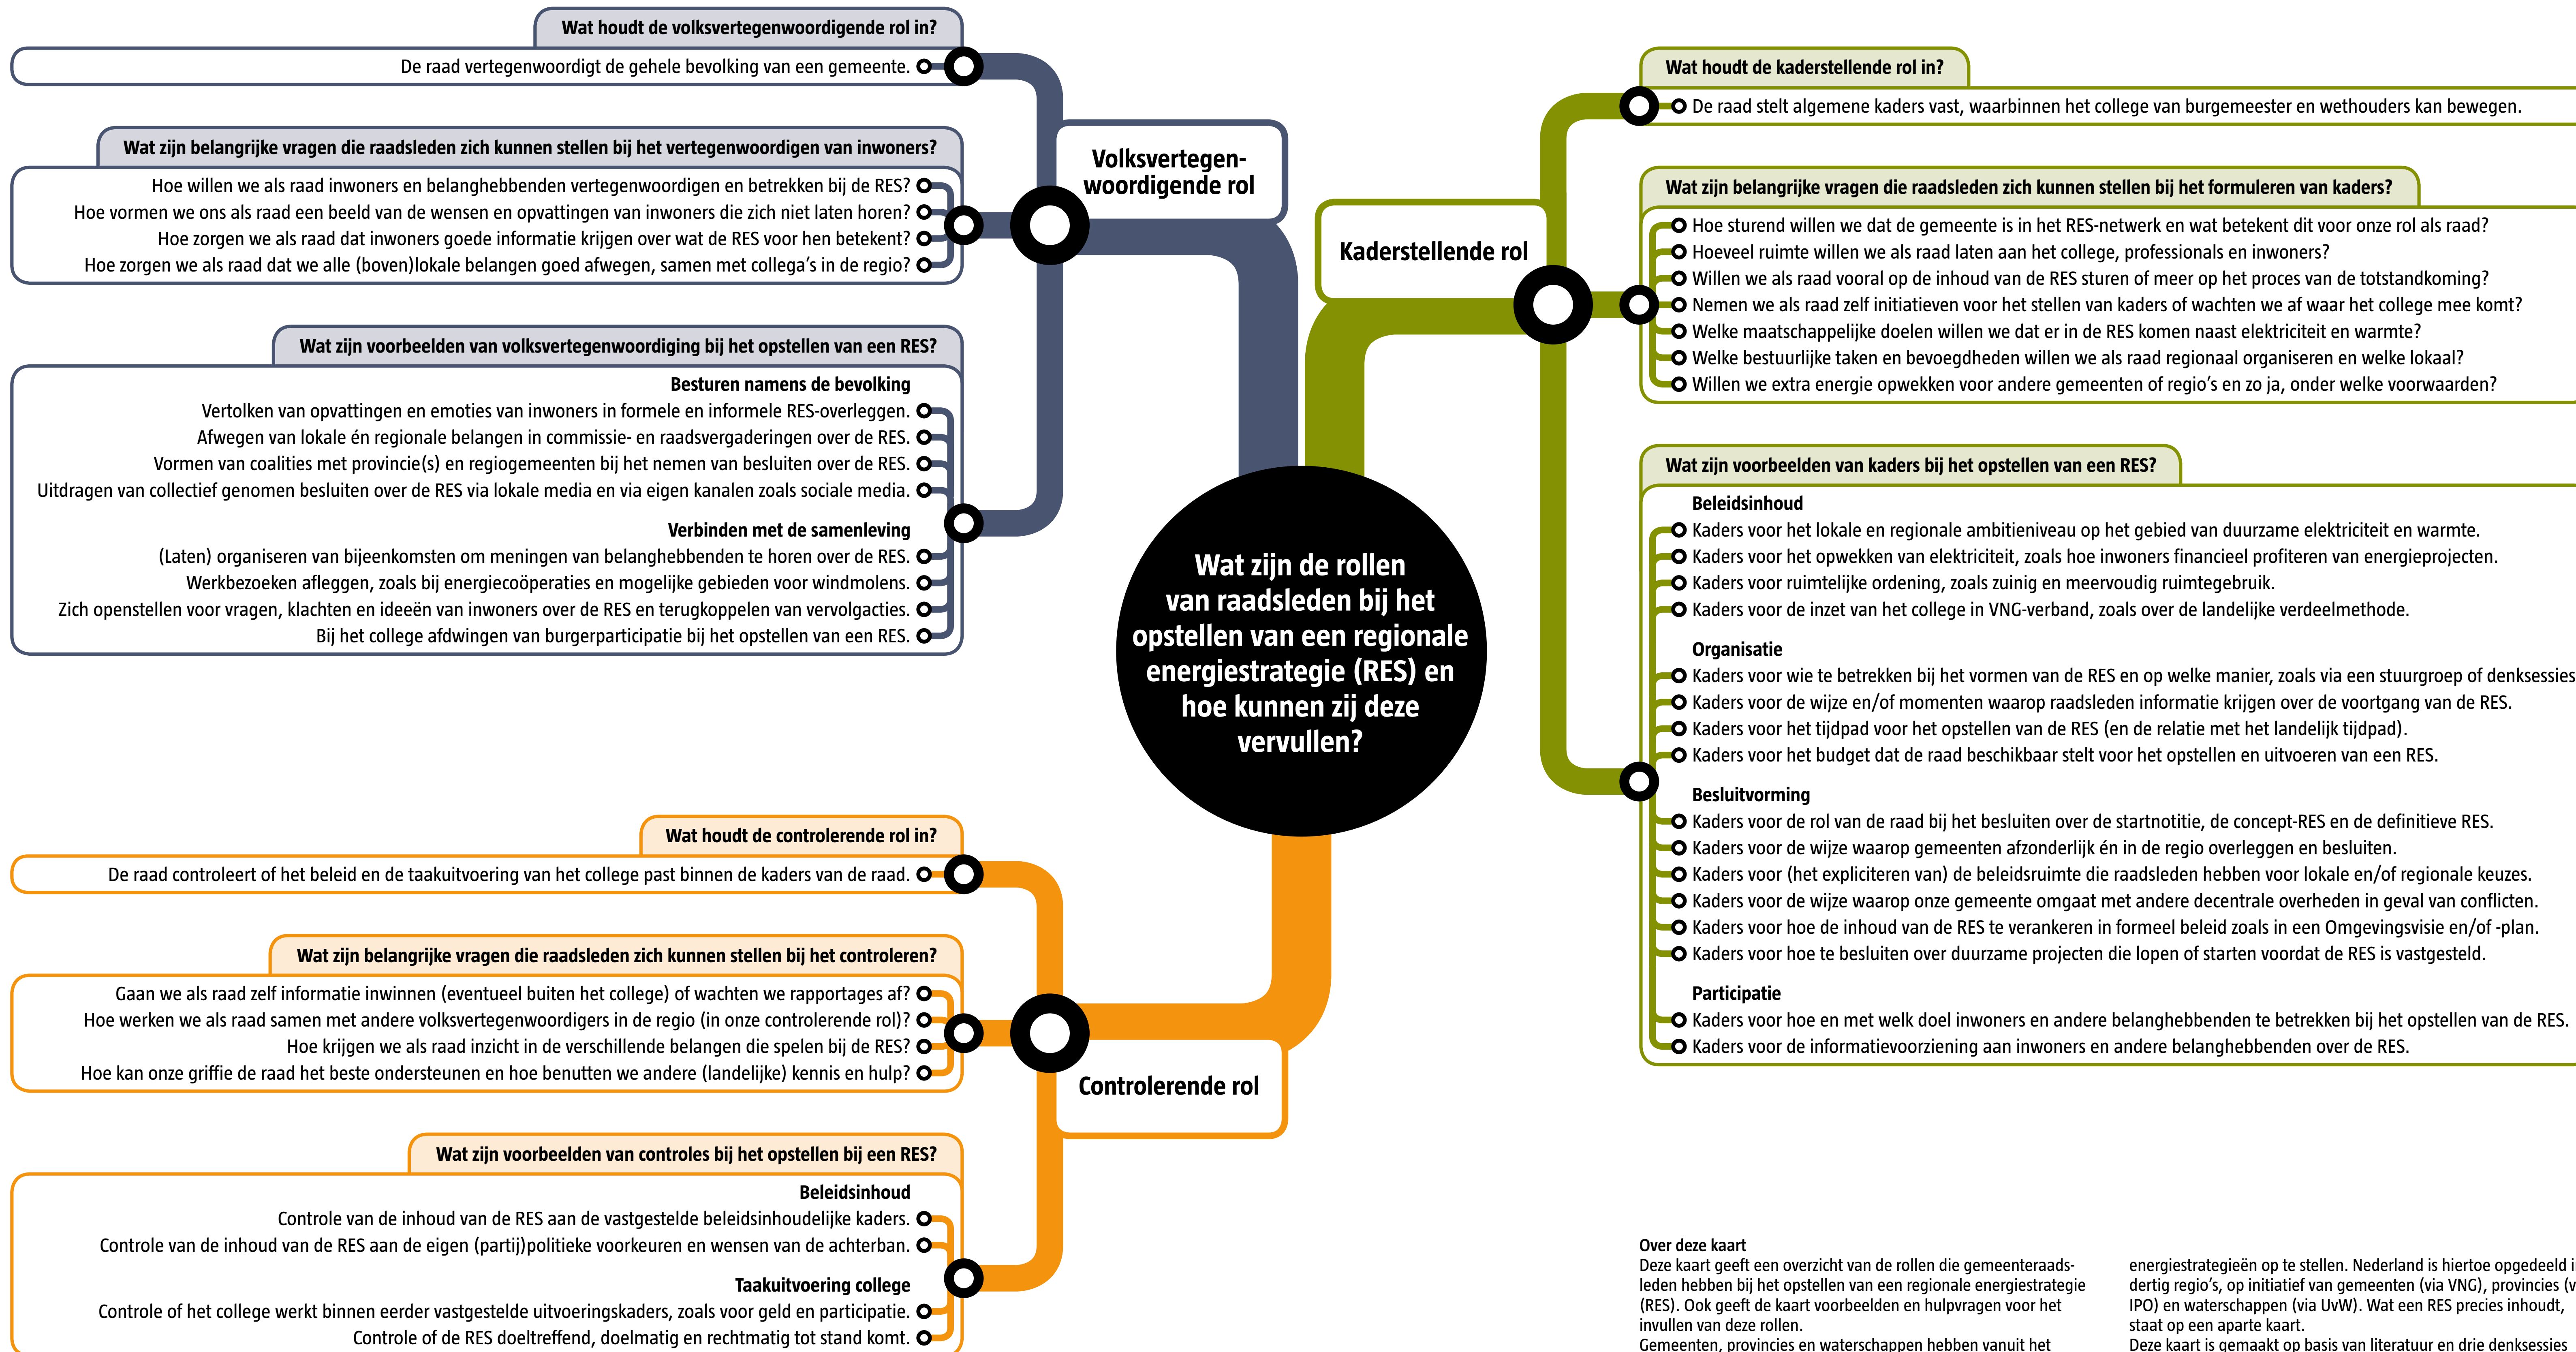 Wat houdt de volksvertegenwoordigende rol in?
De raad vertegenwoordigt de gehele bevolking van een gemeente.
Wat zijn belangrijke vragen die raadsleden zich kunnen stellen bij het vertegenwoordigen van inwoners?
Hoe willen we als raad inwoners en belanghebbenden vertegenwoordigen en betrekken bij de RES?
Hoe vormen we ons als raad een beeld van de wensen en opvattingen van inwoners die zich niet laten horen?
Hoe zorgen we als raad dat inwoners goede informatie krijgen over wat de RES voor hen betekent?
Hoe zorgen we als raad dat we alle (boven)lokale belangen goed afwegen, samen met collega's in de regio?
Wat zijn voorbeelden van volksvertegenwoordiging bij het opstellen van een RES?
Besturen namens de bevolking
Vertolken van opvattingen en emoties van inwoners in formele en informele RES-overleggen.
Afwegen van lokale én regionale belangen in commissie- en raadsvergaderingen over de RES.
Vormen van coalities met provincie(s) en regiogemeenten bij het nemen van besluiten over de RES.
Uitdragen van collectief genomen besluiten over de RES via lokale media en via eigen kanalen zoals sociale media.
Verbinden met de samenleving
(Laten) organiseren van bijeenkomsten om meningen van belanghebbenden te horen over de RES.
Werkbezoeken afleggen, zoals bij energiecoöperaties en mogelijke gebieden voor windmolens.
Zich openstellen voor vragen, klachten en ideeën van inwoners over de RES en terugkoppelen van vervolgacties.
Bij het college afdwingen van burgerparticipatie bij het opstellen van een RES.
Volksvertegen-
woordigende rol
Wat zijn de rollen
van raadsleden bij het
opstellen van een regionale
energiestrategie (RES) en
hoe kunnen zij deze
vervullen?
Wat houdt de controlerende rol in?
De raad controleert of het beleid en de taakuitvoering van het college past binnen de kaders van de raad.
Wat zijn belangrijke vragen die raadsleden zich kunnen stellen bij het controleren?
Gaan we als raad zelf informatie inwinnen (eventueel buiten het college) of wachten we rapportages af?
Hoe werken we als raad samen met andere volksvertegenwoordigers in de regio (in onze controlerende rol)?
Hoe krijgen we als raad inzicht in de verschillende belangen die spelen bij de RES?
Hoe kan onze griffie de raad het beste ondersteunen en hoe benutten we andere (landelijke) kennis en hulp?
Controlerende rol
Wat zijn voorbeelden van controles bij het opstellen bij een RES?
Beleidsinhoud
Controle van de inhoud van de RES aan de vastgestelde beleidsinhoudelijke kaders.
Controle van de inhoud van de RES aan de eigen (partij)politieke voorkeuren en wensen van de achterban.
Taakuitvoering college
Controle of het college werkt binnen eerder vastgestelde uitvoeringskaders, zoals voor geld en participatie.
Controle of de RES doeltreffend, doelmatig en rechtmatig tot stand komt.
Kaderstellende rol
Wat houdt de kaderstellende rol in?
De raad stelt algemene kaders vast, waarbinnen het college van burgemeester en wethouders kan bewegen.
Wat zijn belangrijke vragen die raadsleden zich kunnen stellen bij het formuleren van kaders?
Hoe sturend willen we dat de gemeente is in het RES-netwerk en wat betekent dit voor onze rol als raad?
Hoeveel ruimte willen we als raad laten aan het college, professionals en inwoners?
Willen we als raad vooral op de inhoud van de RES sturen of meer op het proces van de totstandkoming?
Nemen we als raad zelf initiatieven voor het stellen van kaders of wachten we af waar het college mee komt?
Welke maatschappelijke doelen willen we dat er in de RES komen naast elektriciteit en warmte?
Welke bestuurlijke taken en bevoegdheden willen we als raad regionaal organiseren en welke lokaal?
Willen we extra energie opwekken voor andere gemeenten of regio's en zo ja, onder welke voorwaarden?
Wat zijn voorbeelden van kaders bij het opstellen van een RES?
Beleidsinhoud
Kaders voor het lokale en regionale ambitieniveau op het gebied van duurzame elektriciteit en warmte.
Kaders voor het opwekken van elektriciteit, zoals hoe inwoners financieel profiteren van energieprojecten.
Kaders voor ruimtelijke ordening, zoals zuinig en meervoudig ruimtegebruik.
Kaders voor de inzet van het college in VNG-verband, zoals over de landelijke verdeelmethode.
Organisatie
Kaders voor wie te betrekken bij het vormen van de RES en op welke manier, zoals via een stuurgroep of denksessies
Kaders voor de wijze en/of momenten waarop raadsleden informatie krijgen over de voortgang van de RES.
Kaders voor het tijdpad voor het opstellen van de RES (en de relatie met het landelijk tijdpad).
Kaders voor het budget dat de raad beschikbaar stelt voor het opstellen en uitvoeren van een RES.
Besluitvorming
Kaders voor de rol van de raad bij het besluiten over de startnotitie, de concept-RES en de definitieve RES.
Kaders voor de wijze waarop gemeenten afzonderlijk én in de regio overleggen en besluiten.
Kaders voor (het expliciteren van) de beleidsruimte die raadsleden hebben voor lokale en/of regionale keuzes.
Kaders voor de wijze waarop onze gemeente omgaat met andere decentrale overheden in geval van conflicten.
Kaders voor hoe de inhoud van de RES te verankeren in formeel beleid zoals in een Omgevingsvisie en/of -plan.
Kaders voor hoe te besluiten over duurzame projecten die lopen of starten voordat de RES is vastgesteld.
Participatie
Kaders voor hoe en met welk doel inwoners en andere belanghebbenden te betrekken bij het opstellen van de RES.
Kaders voor de informatievoorziening aan inwoners en andere belanghebbenden over de RES.
Over deze kaart
Deze kaart geeft een overzicht van de rollen die gemeenteraads-
leden hebben bij het opstellen van een regionale energiestrategie
(RES). Ook geeft de kaart voorbeelden en hulpvragen voor het
invullen van deze rollen.
Gemeenten, provincies en waterschappen hebben vanuit het
energiestrategieën op te stellen. Nederland is hiertoe opgedeeld
dertig regio's, op initiatief van gemeenten (via VNG), provincies
IPO) en waterschappen (via UvW). Wat een RES precies inhoudt,
staat op een aparte kaart.
Deze kaart is gemaakt op basis van literatuur en drie denksessies